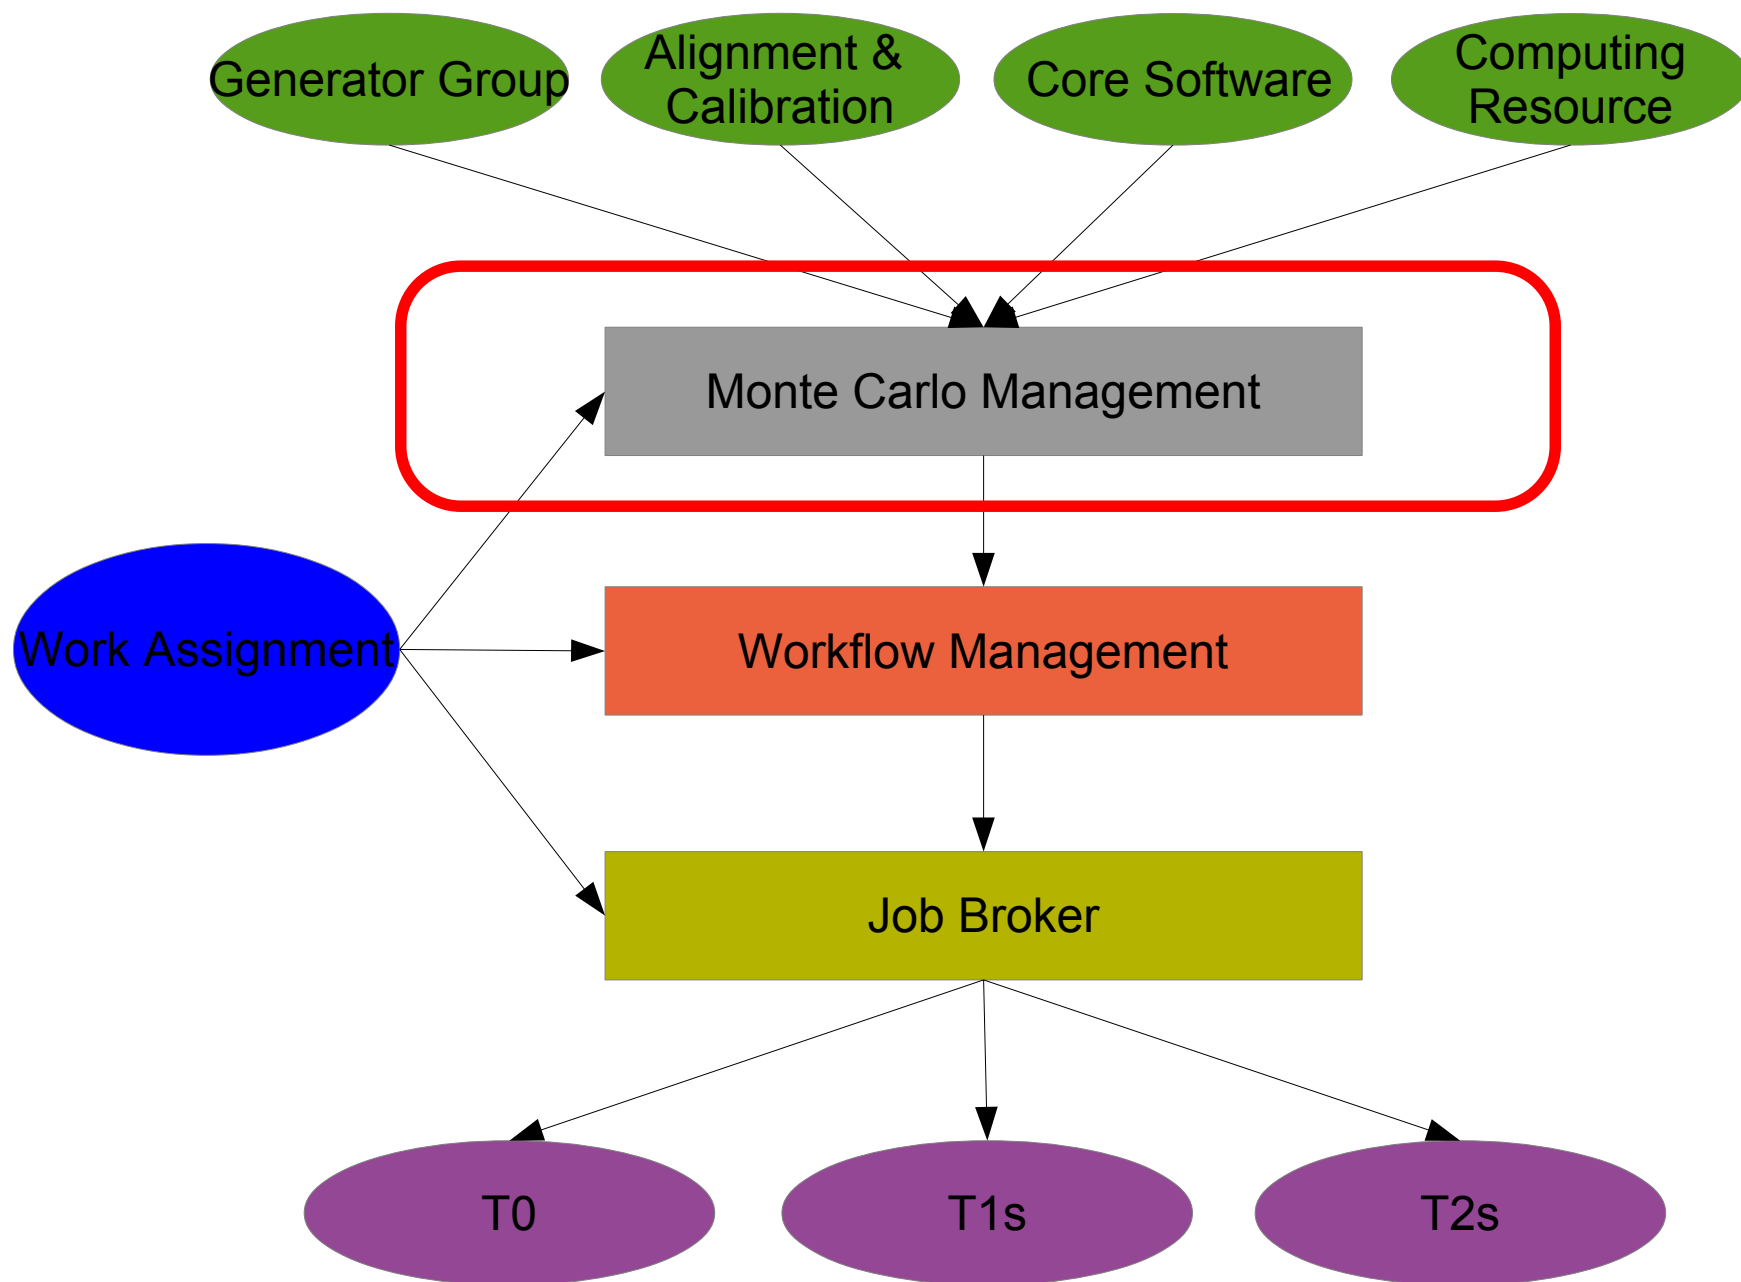 Generator Group
Alignment &
Calibration
Core Software
Computing
Resource
Monte Carlo Management
Work Assignment
Workflow Management
Job Broker
T0
T1s
T2s